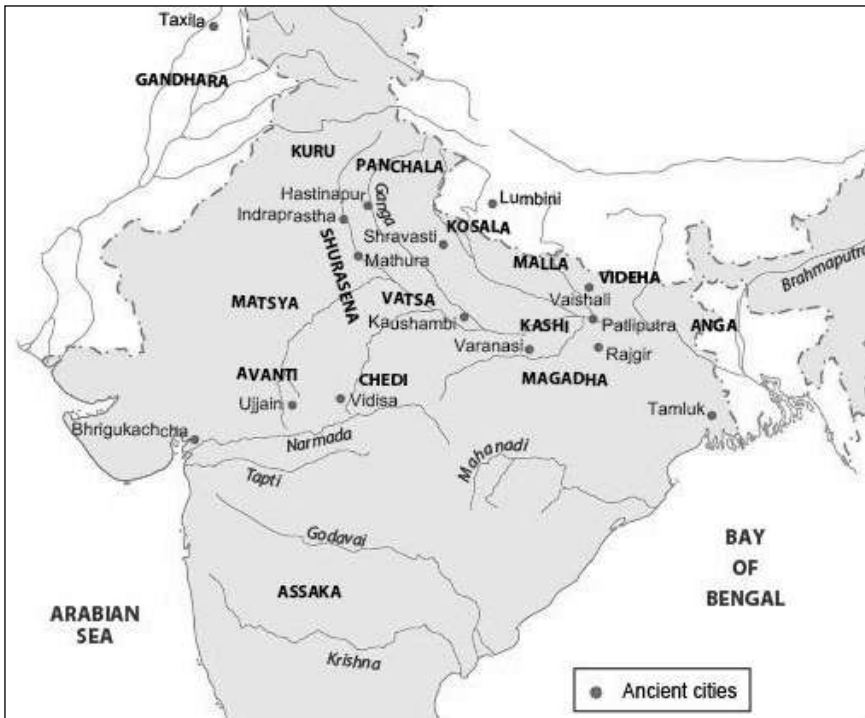 Taxila
GANDHARA
KURU
PANCHALA
Hastinapur
Ganga
Lumbini
Indraprastha
Shravasti
KOSALA
SHURASENA
Mathura
MALLA
VIDEHA
Brahmaputra
Vaishali
MATSYA
VATSA
Kaushambi
KASHI
Patliputra
ANGA
Varanasi
Rajgir
AVANTI
CHEDI
MAGADHA
Ujjain
Vidisa
Tamluk
Bhrigukachcha
Narmada
Mahanadi
Tapti
Godavai
BAY
OF
BENGAL
ASSAKA
ARABIAN
SEA
Krishna
Ancient cities